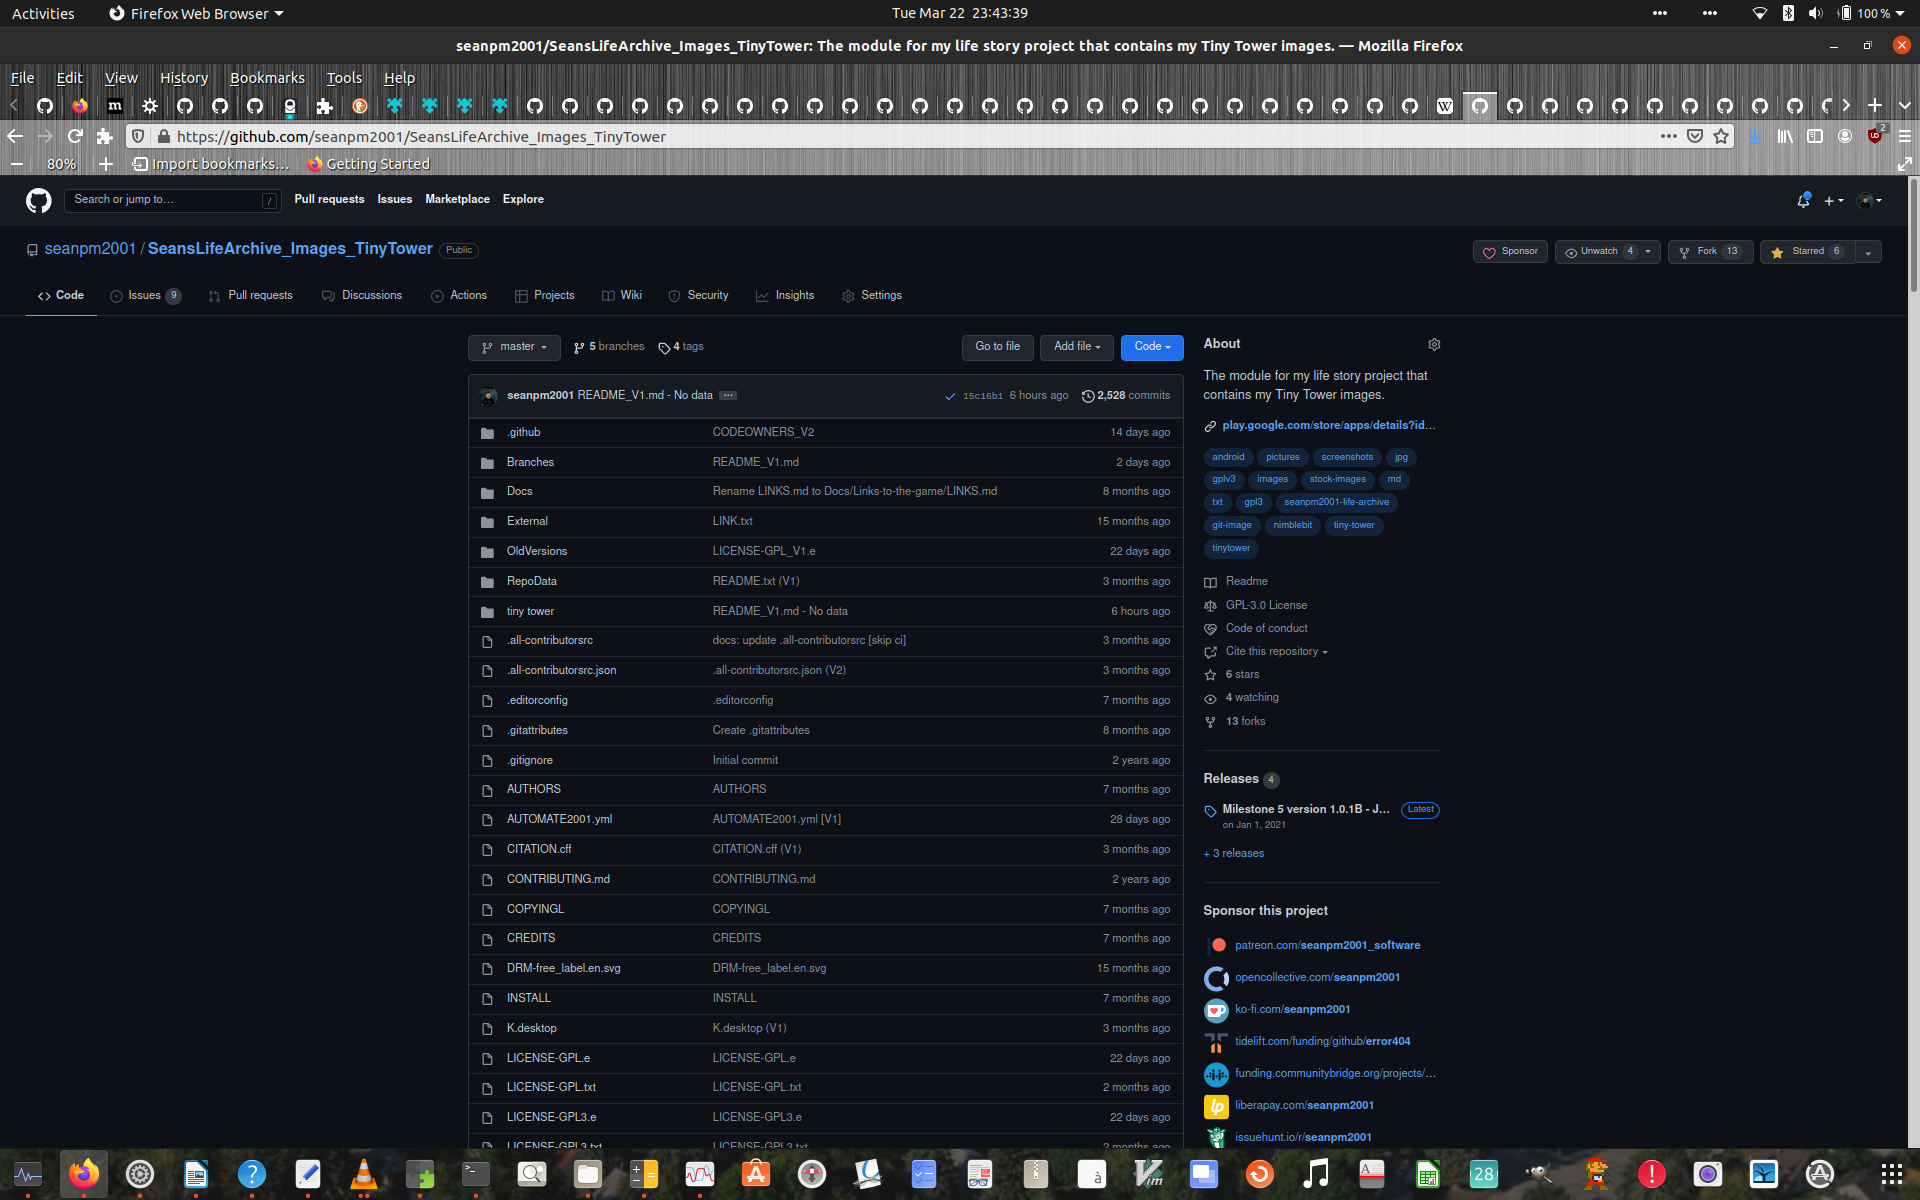 Activities Firefox Web Browser Tue Mar 22 23:43:39 100 %
seanpm2001/SeansLifeArchive_Images_TinyTower: The module for my life story project that contains my Tiny Tower images. — Mozilla Firefox
File Edit View History Bookmarks Tools Help
https://github.com/seanpm2001/SeansLifeArchive_Images_TinyTower 2
80% Import bookmarks… Getting Started
Search or jump to… / Pull requests Issues Marketplace Explore
seanpm2001 / SeansLifeArchive_Images_TinyTower Public Sponsor Unwatch 4 Fork 13 Starred 6
Code Issues 9 Pull requests Discussions Actions Projects Wiki Security Insights Settings
master 5 branches 4 tags Go to file Add file Code
seanpm2001 README_V1.md - No data 15c16b1 6 hours ago 2,528 commits
.github CODEOWNERS_V2 14 days ago
Branches README_V1.md 2 days ago
Docs Rename LINKS.md to Docs/Links-to-the-game/LINKS.md 8 months ago
External LINK.txt 15 months ago
OldVersions LICENSE-GPL_V1.e 22 days ago
RepoData README.txt (V1) 3 months ago
tiny tower README_V1.md - No data 6 hours ago
.all-contributorsrc docs: update .all-contributorsrc [skip ci] 3 months ago
.all-contributorsrc.json .all-contributorsrc.json (V2) 3 months ago
.editorconfig .editorconfig 7 months ago
.gitattributes Create .gitattributes 8 months ago
.gitignore Initial commit 2 years ago
AUTHORS AUTHORS 7 months ago
AUTOMATE2001.yml AUTOMATE2001.yml [V1] 28 days ago
CITATION.cff CITATION.cff (V1) 3 months ago
CONTRIBUTING.md CONTRIBUTING.md 2 years ago
COPYINGL COPYINGL 7 months ago
CREDITS CREDITS 7 months ago
DRM-free_label.en.svg DRM-free_label.en.svg 15 months ago
INSTALL INSTALL 7 months ago
K.desktop K.desktop (V1) 3 months ago
LICENSE-GPL.e LICENSE-GPL.e 22 days ago
LICENSE-GPL.txt LICENSE-GPL.txt 2 months ago
LICENSE-GPL3.e LICENSE-GPL3.e 22 days ago
LICENSE-GPL3.txt LICENSE-GPL3.txt 2 months ago
About
The module for my life story project that
contains my Tiny Tower images.
play.google.com/store/apps/details?id…
android pictures screenshots jpg
gplv3 images stock-images md
txt gpl3 seanpm2001-life-archive
git-image nimblebit tiny-tower
tinytower
Readme
GPL-3.0 License
Code of conduct
Cite this repository
6 stars
4 watching
13 forks
Releases 4
Milestone 5 version 1.0.1B - J… Latest
on Jan 1, 2021
+ 3 releases
Sponsor this project
patreon.com/seanpm2001_software
opencollective.com/seanpm2001
ko-fi.com/seanpm2001
tidelift.com/funding/github/error404
funding.communitybridge.org/projects/…
liberapay.com/seanpm2001
issuehunt.io/r/seanpm2001
28